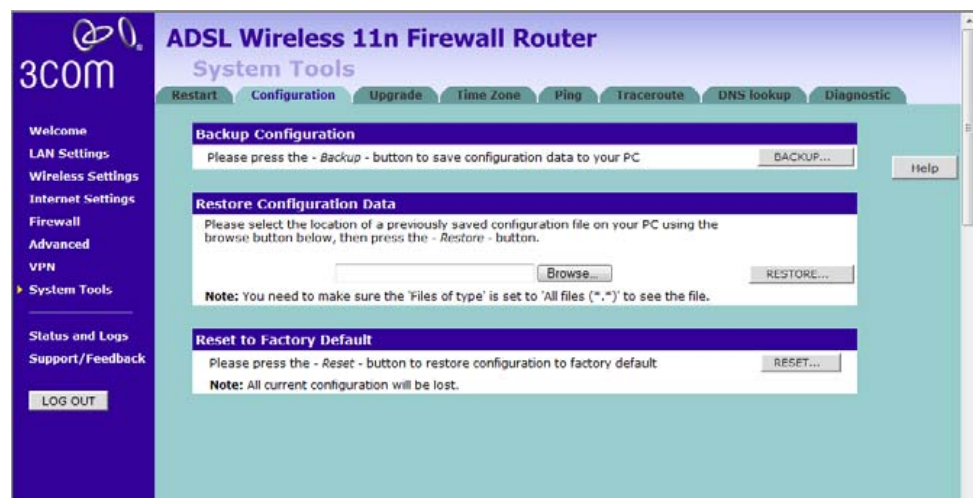 3COM
ADSL Wireless 11n Firewall Router
System Tools
Restart Configuration Upgrade Time Zone Ping Traceroute DNS lookup Diagnostic
Welcome
LAN Settings
Wireless Settings
Internet Settings
Firewall
Advanced
VPN
System Tools
Status and Logs
Support/Feedback
LOG OUT
Backup Configuration
Please press the - Backup - button to save configuration data to your PC
BACKUP...
Help
Restore Configuration Data
Please select the location of a previously saved configuration file on your PC using the
browse button below, then press the - Restore - button.
Browse...
RESTORE...
Note: You need to make sure the 'Files of type' is set to 'All files (*.*)' to see the file.
Reset to Factory Default
Please press the - Reset - button to restore configuration to factory default
RESET...
Note: All current configuration will be lost.